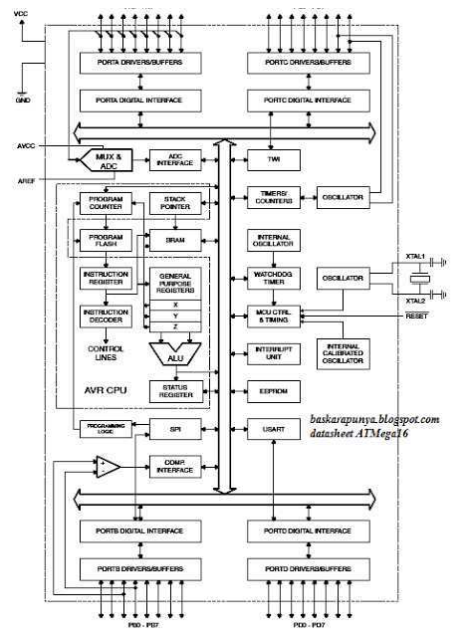 VCC
GND
PORTA DRIVERS/BUFFERS
PORTC DRIVERS/BUFFERS
PORTA DIGITAL INTERFACE
PORTC DIGITAL INTERFACE
AVCC
MUX &
ADC
ADC
INTERFACE
TWI
AREF
PROGRAM
COUNTER
STACK
POINTER
TIMERS/
COUNTERS
OSCILLATOR
PROGRAM
FLASH
SRAM
INTERNAL
OSCILLATOR
XTAL1
INSTRUCTION
REGISTER
GENERAL
PURPOSE
REGISTERS
WATCHDOG
TIMER
OSCILLATOR
X
XTAL2
INSTRUCTION
DECODER
Y
MCU CTRL.
& TIMING
RESET
Z
CONTROL
LINES
ALU
INTERRUPT
UNIT
INTERNAL
CALIBRATED
OSCILLATOR
AVR CPU
STATUS
REGISTER
EEPROM
baskarapunya.blogspot.com
datasheet ATMega16
PROGRAMMING
LOGIC
SPI
USART
+
-
COMP.
INTERFACE
PORTB DIGITAL INTERFACE
PORTD DIGITAL INTERFACE
PORTB DRIVERS/BUFFERS
PORTD DRIVERS/BUFFERS
PB0 - PB7
PD0 - PD7